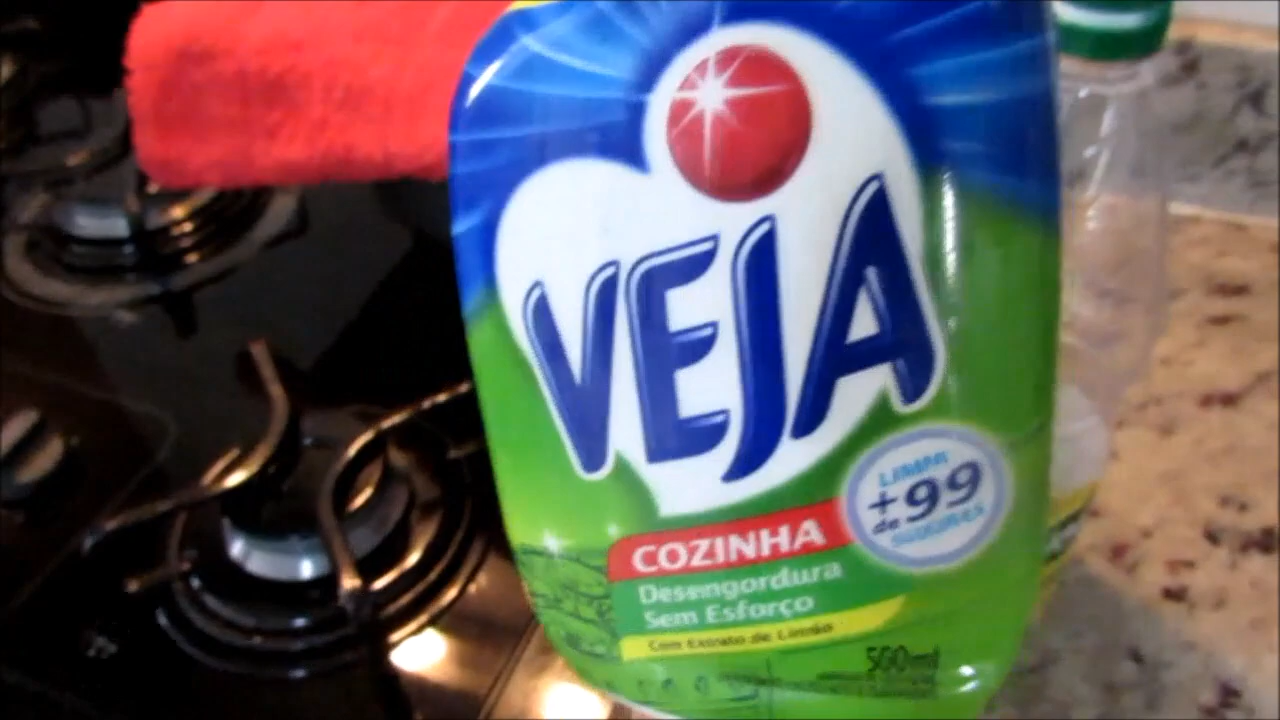 VEJA
LIMPA
+ de 99
SUJEIRAS
COZINHA
Desengordura
Sem Esforço
Com Extrato de Limão
500ml